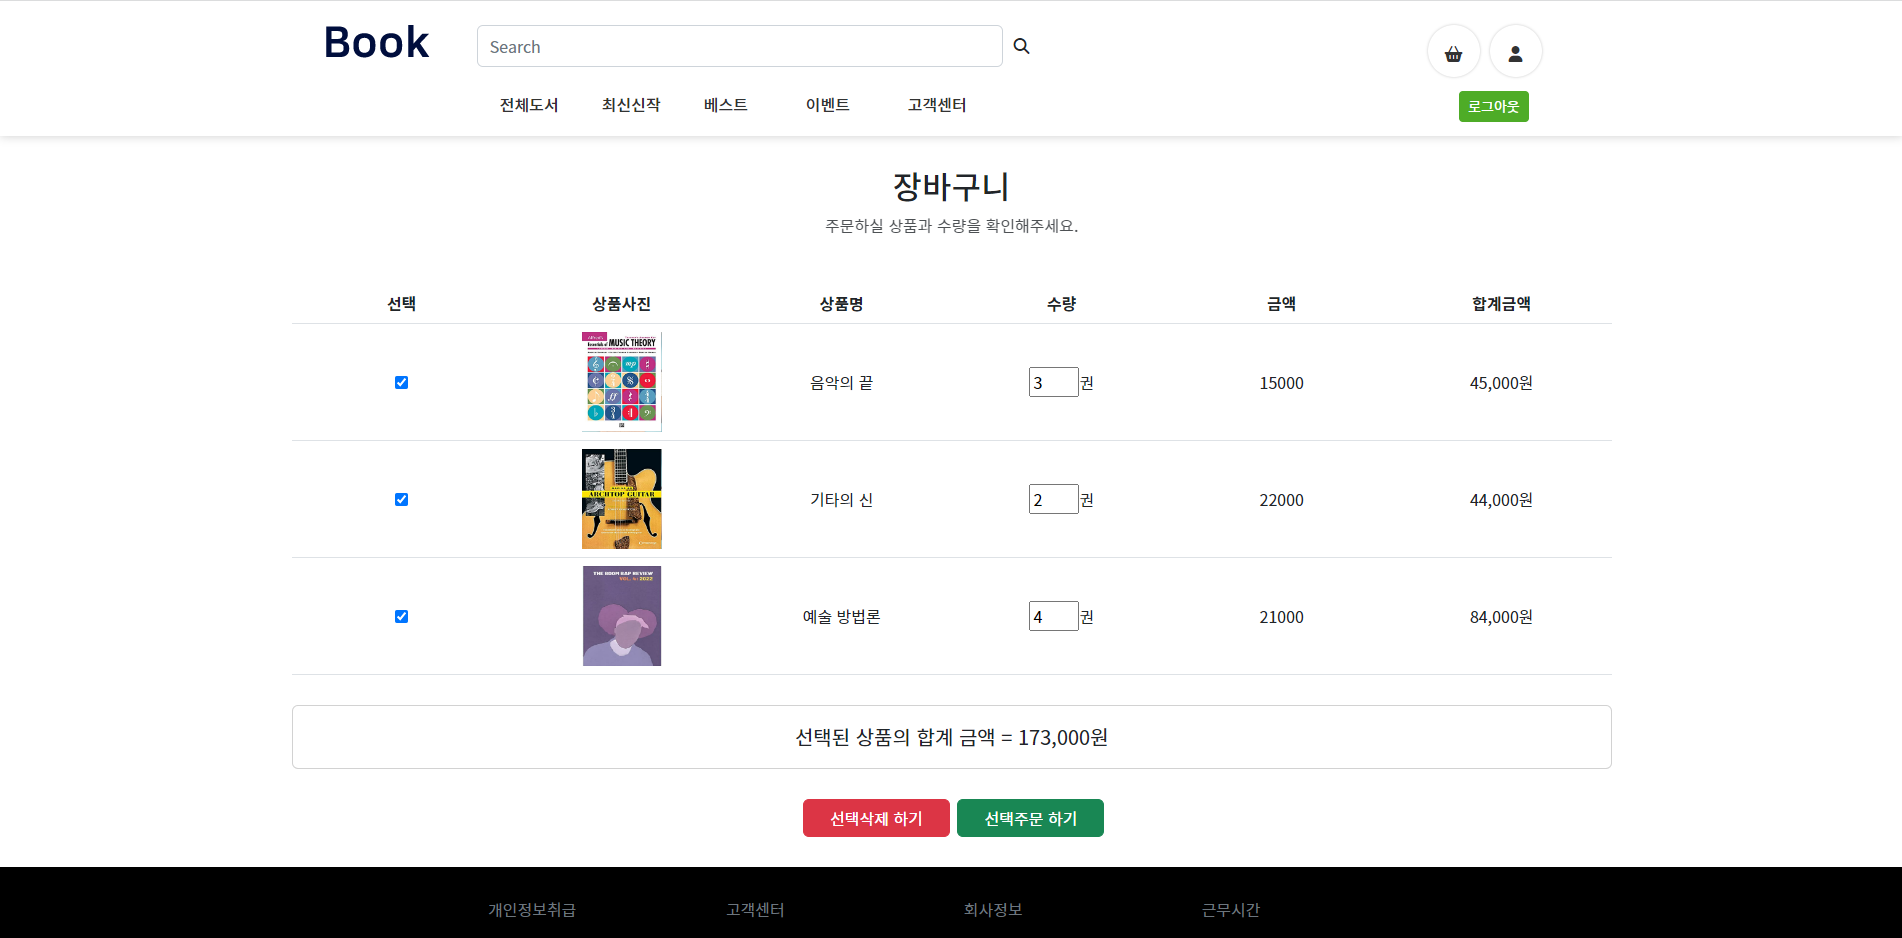 Book
Search
전체도서 최신신작 베스트 이벤트 고객센터 로그아웃
장바구니
주문하실 상품과 수량을 확인해주세요.
선택 상품사진 상품명 수량 금액 합계금액
Essentials of MUSIC THEORY
음악의 끝 3 권 15000 45,000원
ARCHTOP GUITAR
기타의 신 2 권 22000 44,000원
THE BOOM BAP REVIEW
2022
예술 방법론 4 권 21000 84,000원
선택된 상품의 합계 금액 = 173,000원
선택삭제 하기 선택주문 하기
개인정보취급 고객센터 회사정보 근무시간